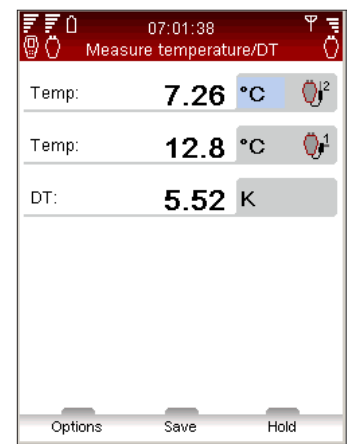 07:01:38
Measure temperatur
e/DT
Temp: 7.26 °C 2
Temp: 12.8 °C 1
DT: 5.52 K
Options Save Hold